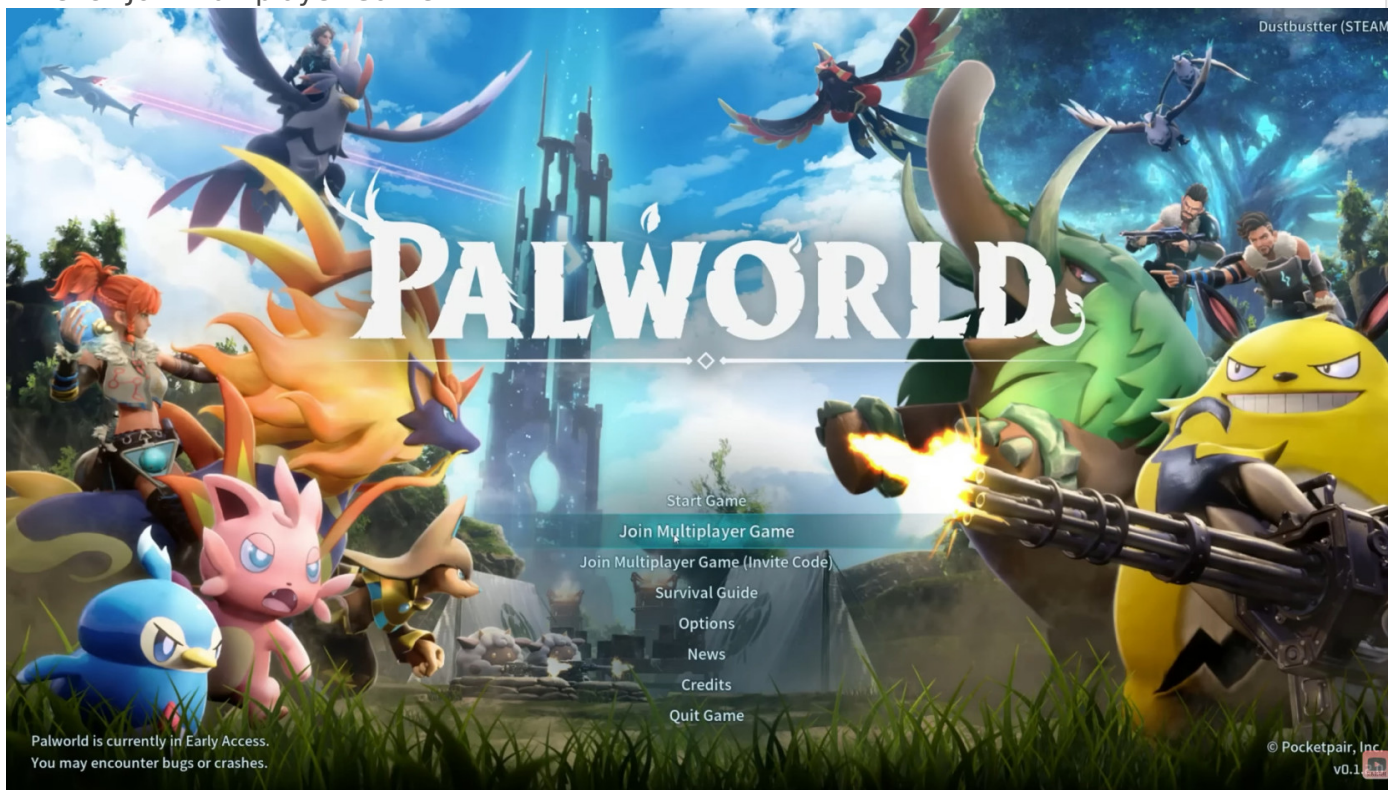 Dustbustter (STEAM
PALWORLD
Start Game
Join Multiplayer Game
Join Multiplayer Game (Invite Code)
Survival Guide
Options
News
Credits
Quit Game
Palworld is currently in Early Access.
You may encounter bugs or crashes.
© Pocketpair, Inc.